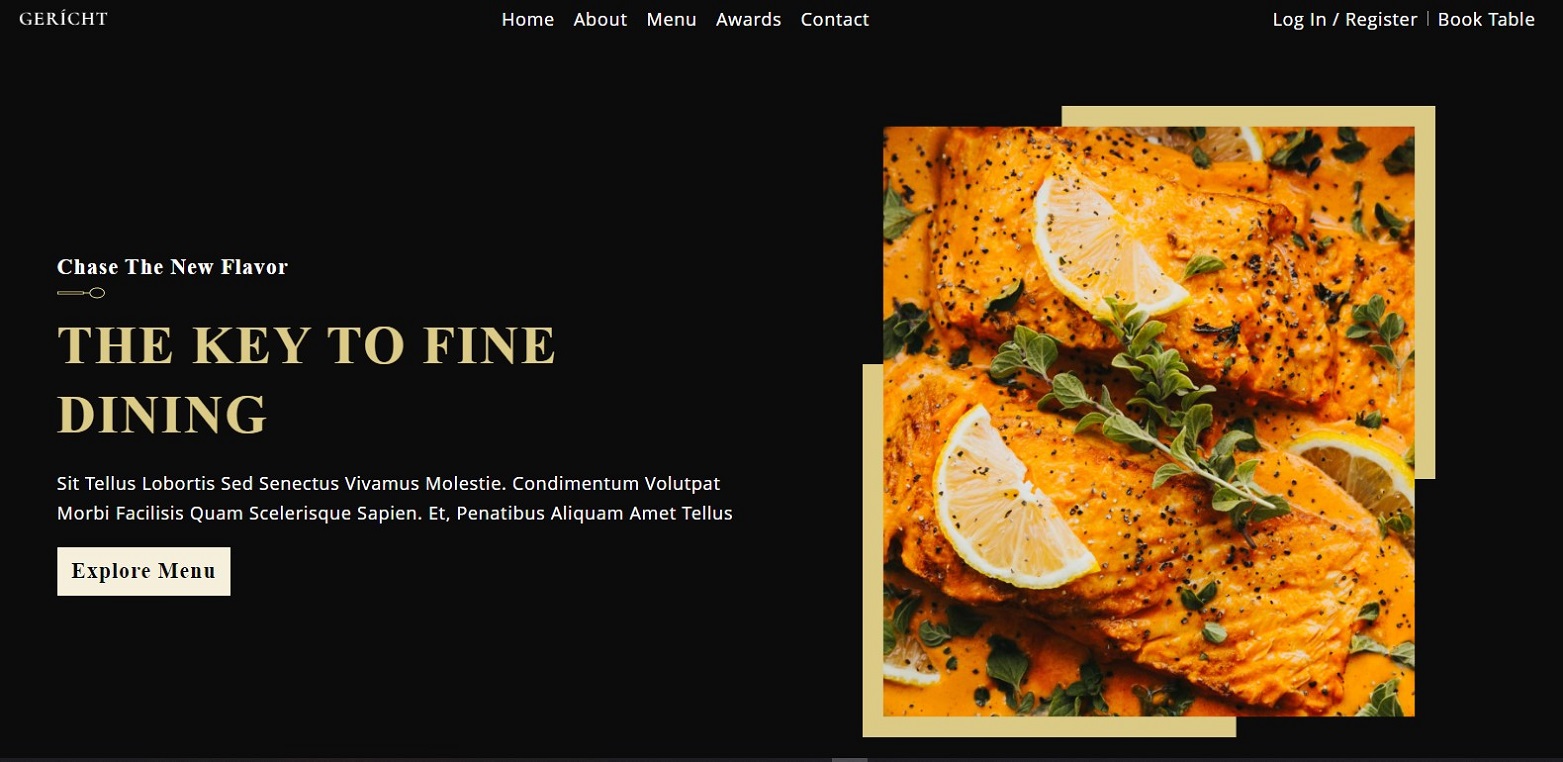 GERÍCHT
Home About Menu Awards Contact
Log In / Register | Book Table
Chase The New Flavor
THE KEY TO FINE
DINING
Sit Tellus Lobortis Sed Senectus Vivamus Molestie. Condimentum Volutpat
Morbi Facilisis Quam Scelerisque Sapien. Et, Penatibus Aliquam Amet Tellus
Explore Menu